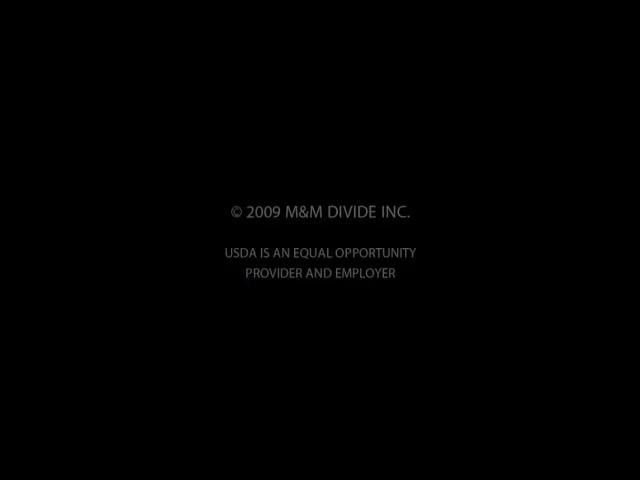 © 2009 M&M DIVIDE INC.
USDA IS AN EQUAL OPPORTUNITY
PROVIDER AND EMPLOYER